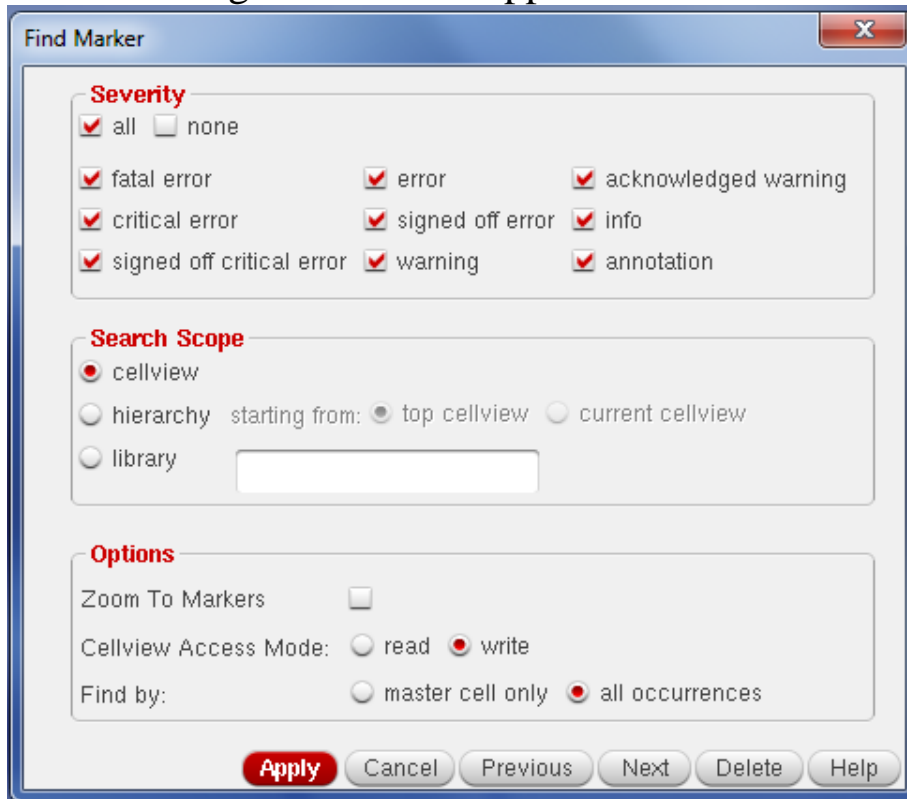 Find Marker
Severity
all none
fatal error error acknowledged warning
critical error signed off error info
signed off critical error warning annotation
Search Scope
cellview
hierarchy starting from: top cellview current cellview
library
Options
Zoom To Markers
Cellview Access Mode: read write
Find by: master cell only all occurrences
Apply Cancel Previous Next Delete Help